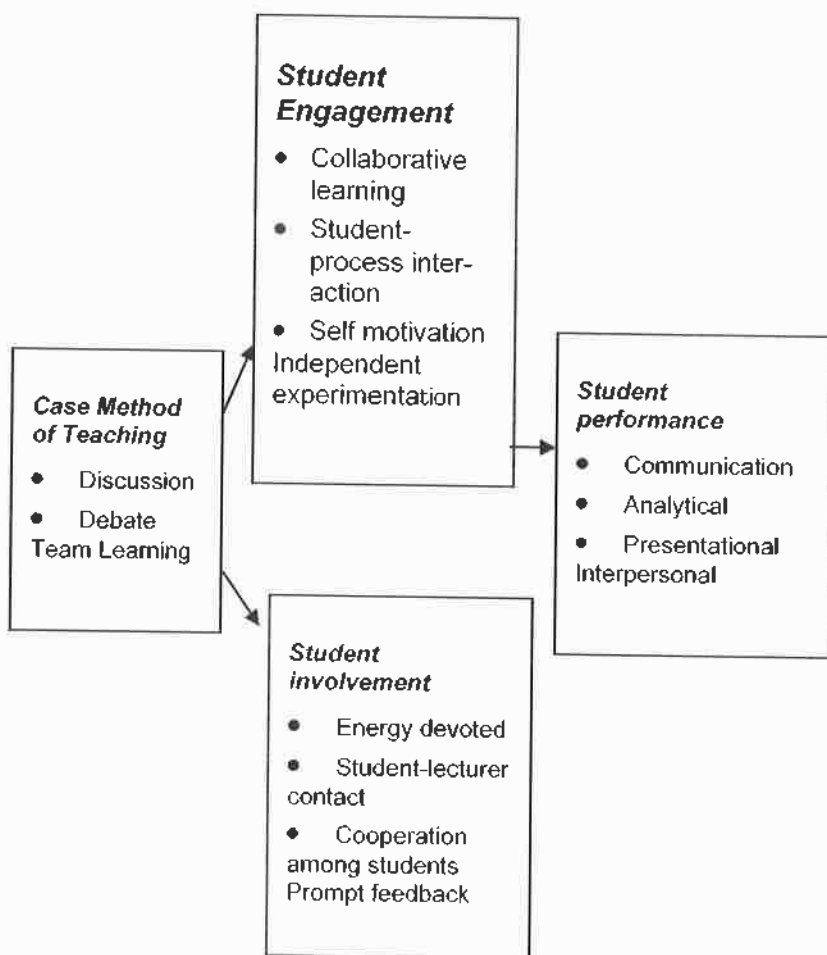 Student
Engagement
• Collaborative
learning
• Student-
process inter-
action
• Self motivation
Independent
experimentation
Case Method
of Teaching
• Discussion
• Debate
Team Learning
Student
performance
• Communication
• Analytical
• Presentational
Interpersonal
Student
involvement
• Energy devoted
• Student-lecturer
contact
• Cooperation
among students
Prompt feedback